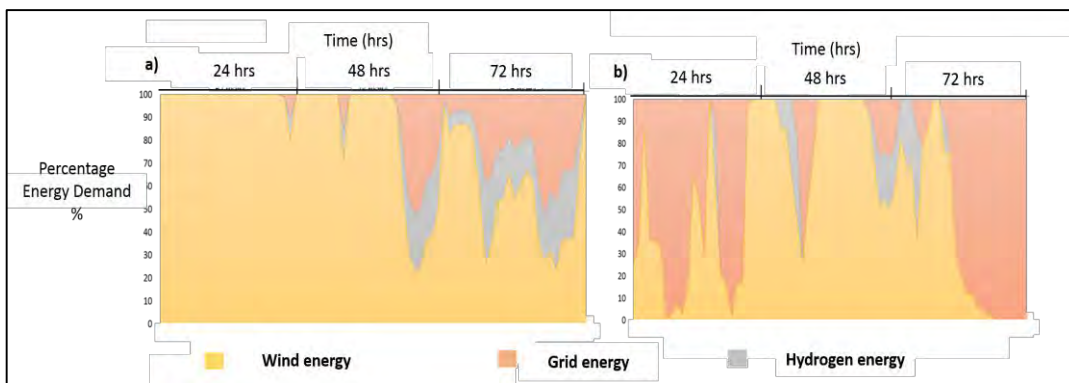 Time (hrs)
a)
24 hrs
48 hrs
72 hrs
Percentage
Energy Demand
%
100
90
80
70
60
50
40
30
20
10
0
Time (hrs)
b)
24 hrs
48 hrs
72 hrs
100
90
80
70
60
50
40
30
20
10
0
Wind energy
Grid energy
Hydrogen energy